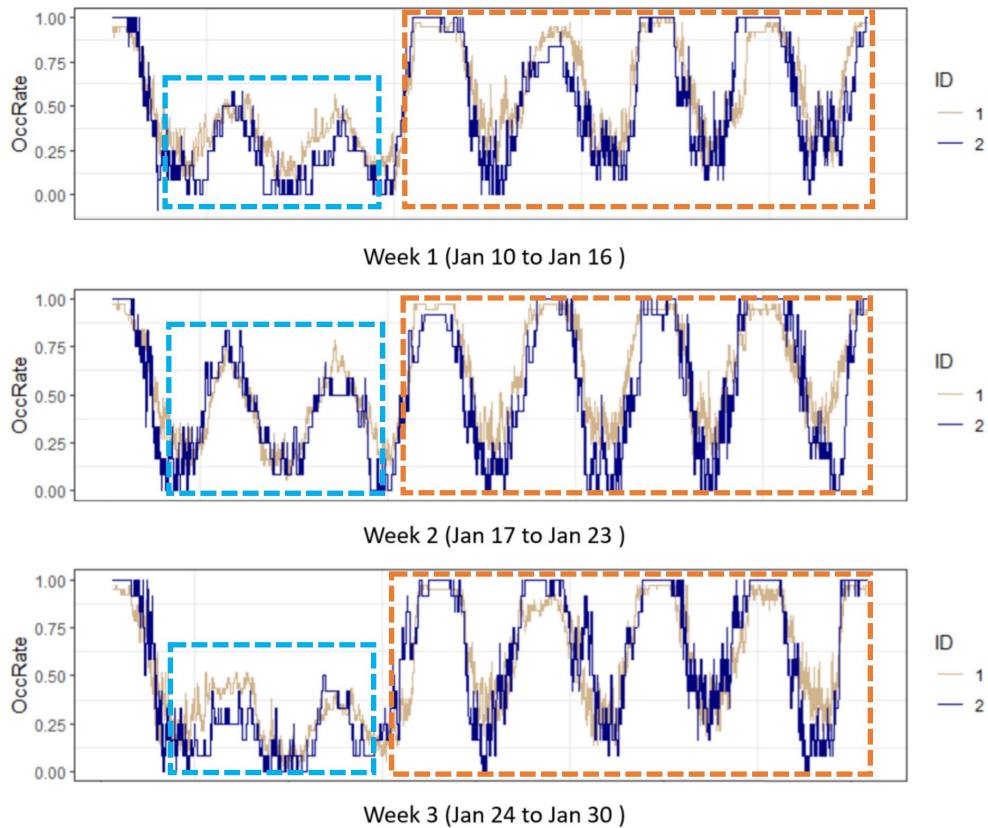 1.00
0.75
0.50
0.25
0.00
OccRate
ID
1
2
Week 1 (Jan 10 to Jan 16 )
1.00
0.75
0.50
0.25
0.00
OccRate
ID
1
2
Week 2 (Jan 17 to Jan 23 )
1.00
0.75
0.50
0.25
0.00
OccRate
ID
1
2
Week 3 (Jan 24 to Jan 30 )